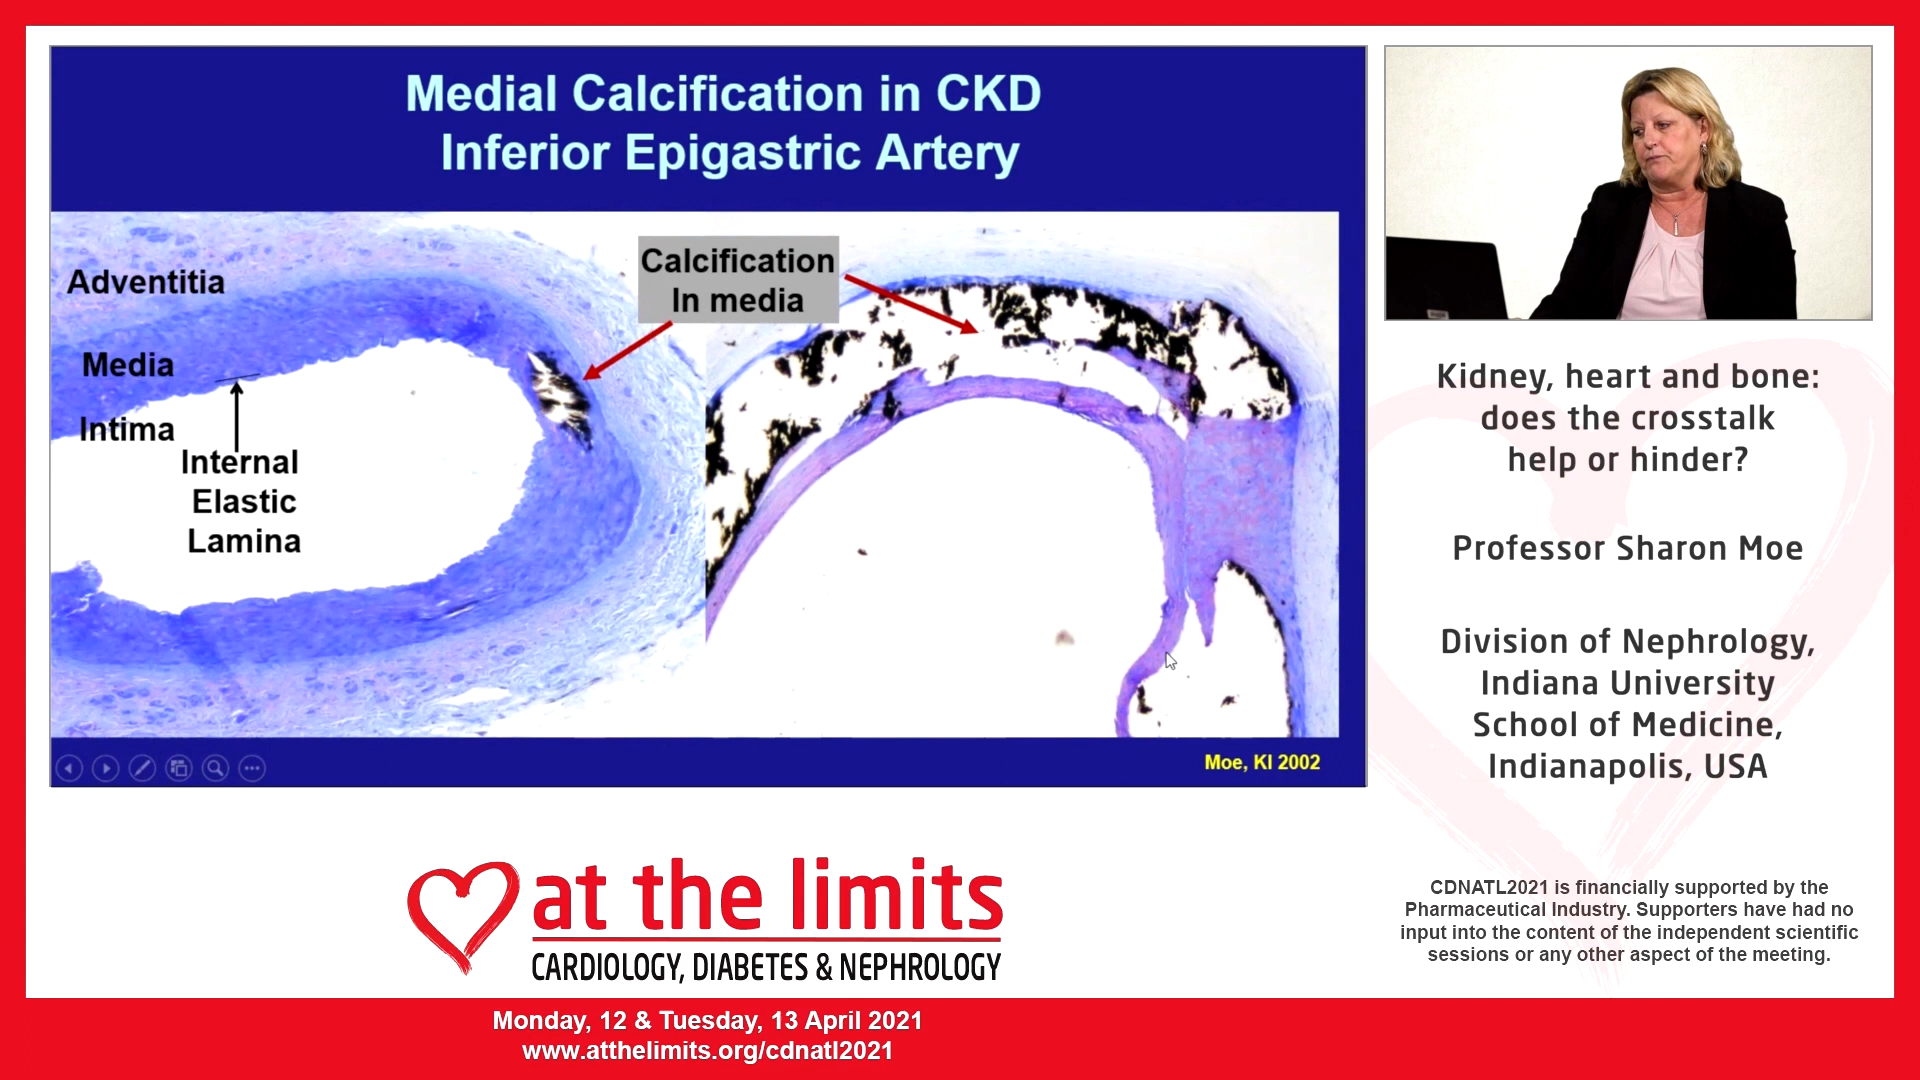 Medial Calcification in CKD
Inferior Epigastric Artery
Adventitia
Media
Intima
Internal
Elastic
Lamina
Calcification
In media
Moe, KI 2002
Kidney, heart and bone:
does the crosstalk
help or hinder?
Professor Sharon Moe
Division of Nephrology,
Indiana University
School of Medicine,
Indianapolis, USA
CDNATL2021 is financially supported by the
Pharmaceutical Industry. Supporters have had no
input into the content of the independent scientific
sessions or any other aspect of the meeting.
at the limits
CARDIOLOGY, DIABETES & NEPHROLOGY
Monday, 12 & Tuesday, 13 April 2021
www.atthelimits.org/cdnatl2021